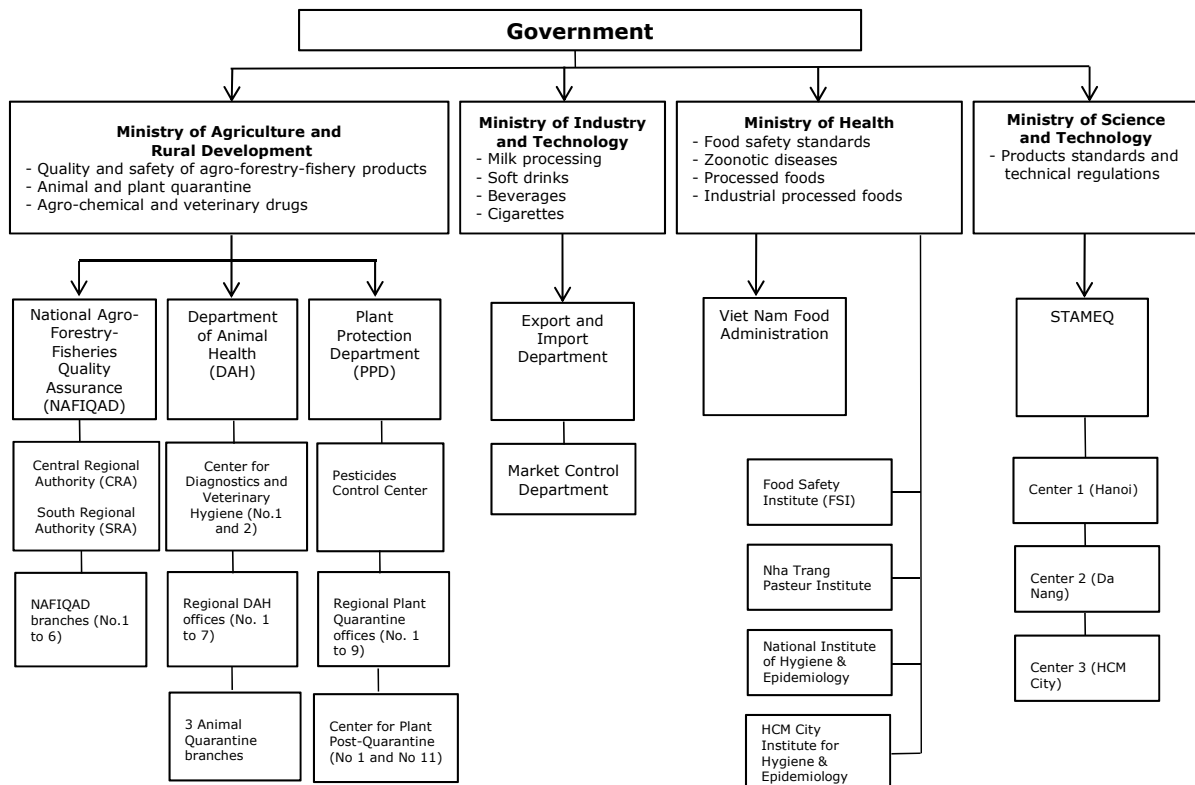 Government
Ministry of Agriculture and
Rural Development
- Quality and safety of agro-forestry-fishery products
- Animal and plant quarantine
- Agro-chemical and veterinary drugs
Ministry of Industry
and Technology
- Milk processing
- Soft drinks
- Beverages
- Cigarettes
Ministry of Health
- Food safety standards
- Zoonotic diseases
- Processed foods
- Industrial processed foods
Ministry of Science
and Technology
- Products standards and
technical regulations
National Agro-
Forestry-
Fisheries
Quality
Assurance
(NAFIQAD)
Department
of Animal
Health
(DAH)
Plant
Protection
Department
(PPD)
Export and
Import
Department
Viet Nam Food
Administration
STAMEQ
Central Regional
Authority (CRA)
South Regional
Authority (SRA)
Center for
Diagnostics and
Veterinary
Hygiene (No.1
and 2)
Pesticides
Control Center
Market Control
Department
Food Safety
Institute (FSI)
Center 1 (Hanoi)
NAFIQAD
branches (No.1
to 6)
Regional DAH
offices (No. 1
to 7)
Regional Plant
Quarantine
offices (No. 1
to 9)
Nha Trang
Pasteur Institute
Center 2 (Da
Nang)
National Institute
of Hygiene &
Epidemiology
Center 3 (HCM
City)
3 Animal
Quarantine
branches
Center for Plant
Post-Quarantine
(No 1 and No 11)
HCM City
Institute for
Hygiene &
Epidemiology